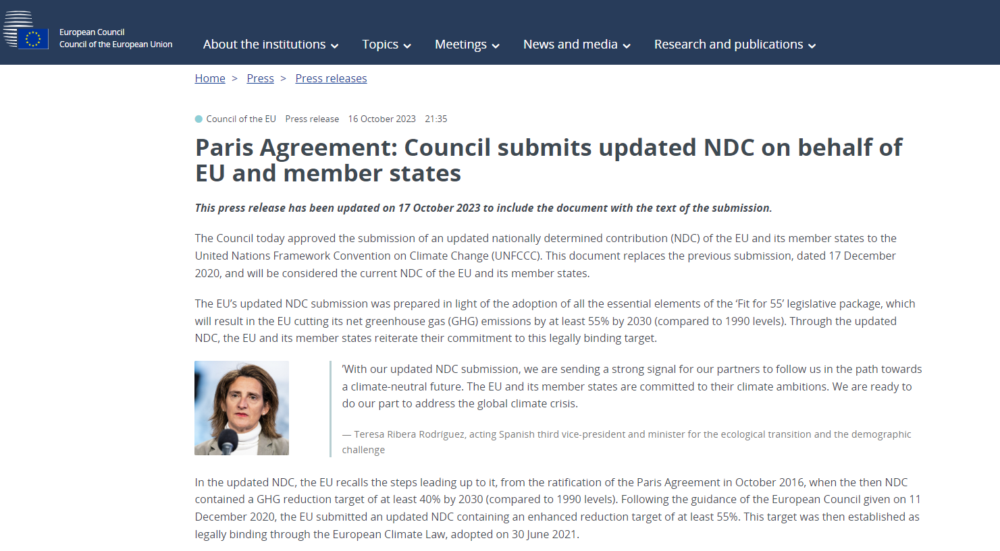 European Council
Council of the European Union
About the institutions
Topics
Meetings
News and media
Research and publications
Home > Press > Press releases
Council of the EU Press release 16 October 2023 21:35
Paris Agreement: Council submits updated NDC on behalf of
EU and member states
This press release has been updated on 17 October 2023 to include the document with the text of the submission.
The Council today approved the submission of an updated nationally determined contribution (NDC) of the EU and its member states to the
United Nations Framework Convention on Climate Change (UNFCCC). This document replaces the previous submission, dated 17 December
2020, and will be considered the current NDC of the EU and its member states.
The EU’s updated NDC submission was prepared in light of the adoption of all the essential elements of the ‘Fit for 55’ legislative package, which
will result in the EU cutting its net greenhouse gas (GHG) emissions by at least 55% by 2030 (compared to 1990 levels). Through the updated
NDC, the EU and its member states reiterate their commitment to this legally binding target.
’With our updated NDC submission, we are sending a strong signal for our partners to follow us in the path towards
a climate-neutral future. The EU and its member states are committed to their climate ambitions. We are ready to
do our part to address the global climate crisis.
— Teresa Ribera Rodríguez, acting Spanish third vice-president and minister for the ecological transition and the demographic
challenge
In the updated NDC, the EU recalls the steps leading up to it, from the ratification of the Paris Agreement in October 2016, when the then NDC
contained a GHG reduction target of at least 40% by 2030 (compared to 1990 levels). Following the guidance of the European Council given on 11
December 2020, the EU submitted an updated NDC containing an enhanced reduction target of at least 55%. This target was then established as
legally binding through the European Climate Law, adopted on 30 June 2021.